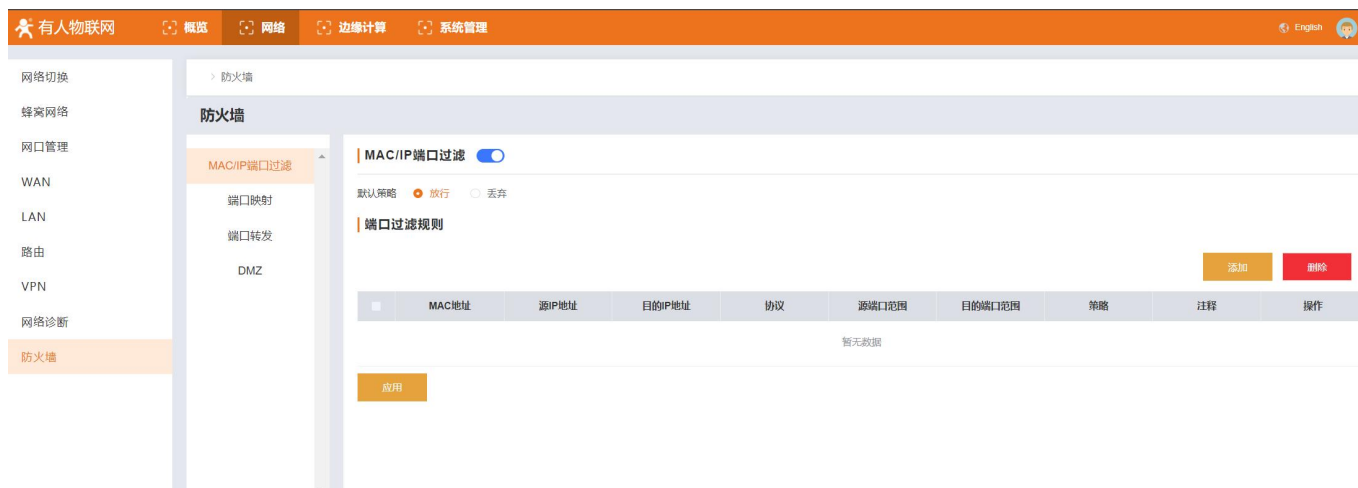 有人物联网 概览 网络 边缘计算 系统管理 English
网络切换
蜂窝网络
网口管理
WAN
LAN
路由
VPN
网络诊断
防火墙
> 防火墙
防火墙
MAC/IP端口过滤
端口映射
端口转发
DMZ
MAC/IP端口过滤
默认策略 放行 丢弃
端口过滤规则
添加 删除
MAC地址 源IP地址 目的IP地址 协议 源端口范围 目的端口范围 策略 注释 操作
暂无数据
应用